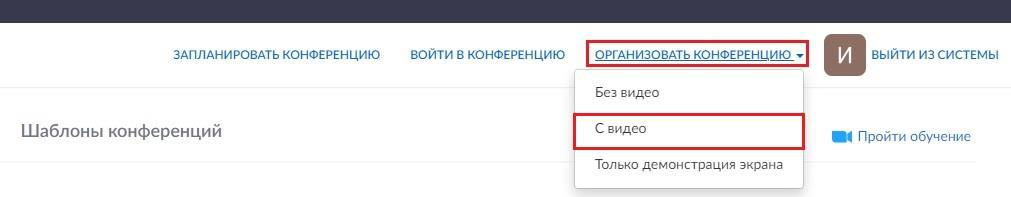 ЗАПЛАНИРОВАТЬ КОНФЕРЕНЦИЮ ВОЙТИ В КОНФЕРЕНЦИЮ ОРГАНИЗОВАТЬ КОНФЕРЕНЦИЮ И ВЫЙТИ ИЗ СИСТЕМЫ
Без видео
Шаблоны конференций С видео Пройти обучение
Только демонстрация экрана